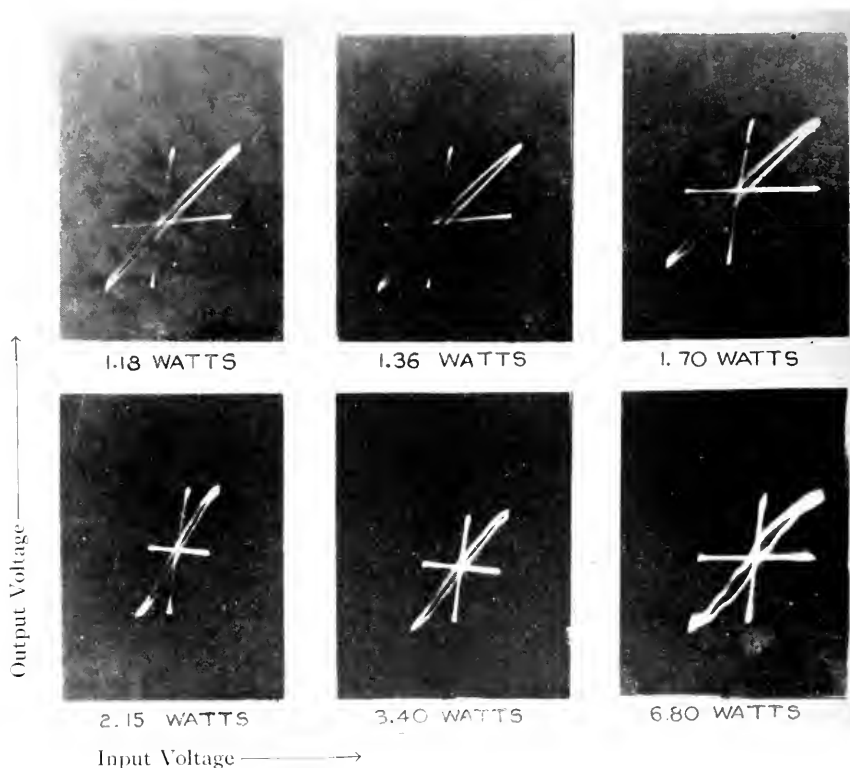 1.18 WATTS
1.36 WATTS
1.70 WATTS
2.15 WATTS
3.40 WATTS
6.80 WATTS
Output Voltage
Input Voltage